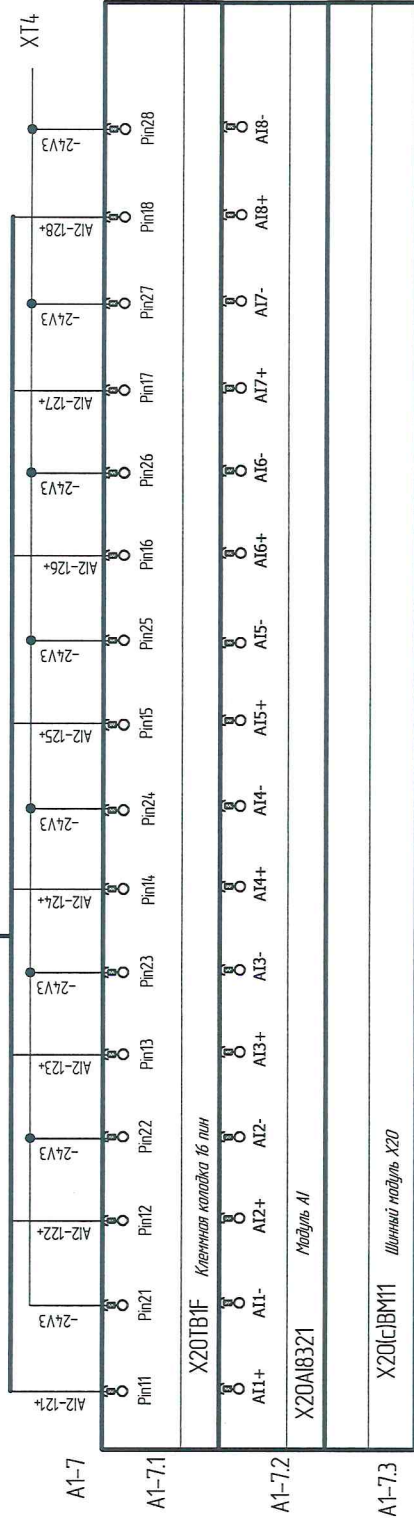 XT4
A1-7
AI2-121+ -24V3 AI2-122+ -24V3 AI2-123+ -24V3 AI2-124+ -24V3 AI2-125+ -24V3 AI2-126+ -24V3 AI2-127+ -24V3 AI2-128+ -24V3
A1-7.1
Pin11 Pin21 Pin12 Pin22 Pin13 Pin23 Pin14 Pin24 Pin15 Pin25 Pin16 Pin26 Pin17 Pin27 Pin18 Pin28
X20TB1F Клеммная колодка 16 пин
A1-7.2
AI1+ AI1- AI2+ AI2- AI3+ AI3- AI4+ AI4- AI5+ AI5- AI6+ AI6- AI7+ AI7- AI8+ AI8-
X20AI8321 Модуль AI
A1-7.3
X20(c)BM11 Шинный модуль X20